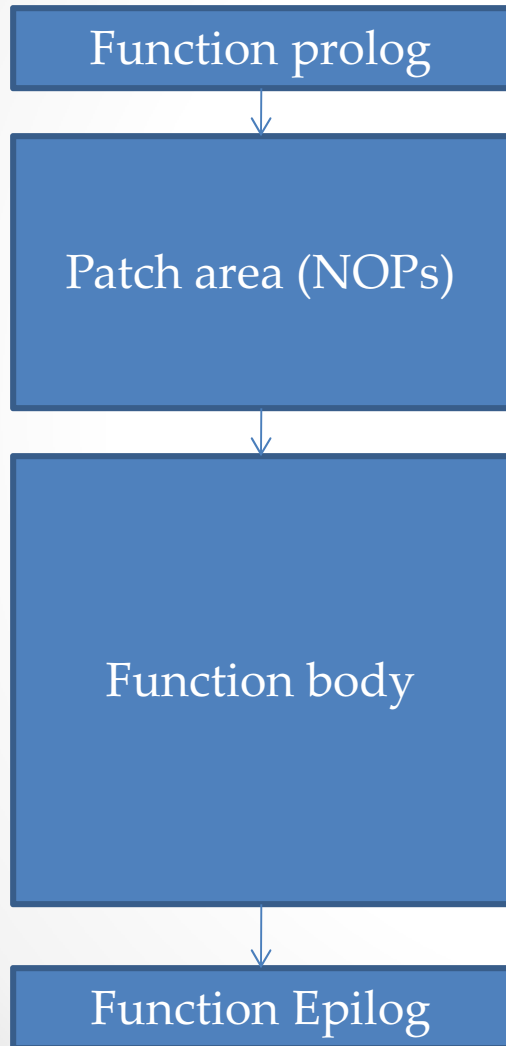 Function prolog
Patch area (NOPs)
Function body
Function Epilog